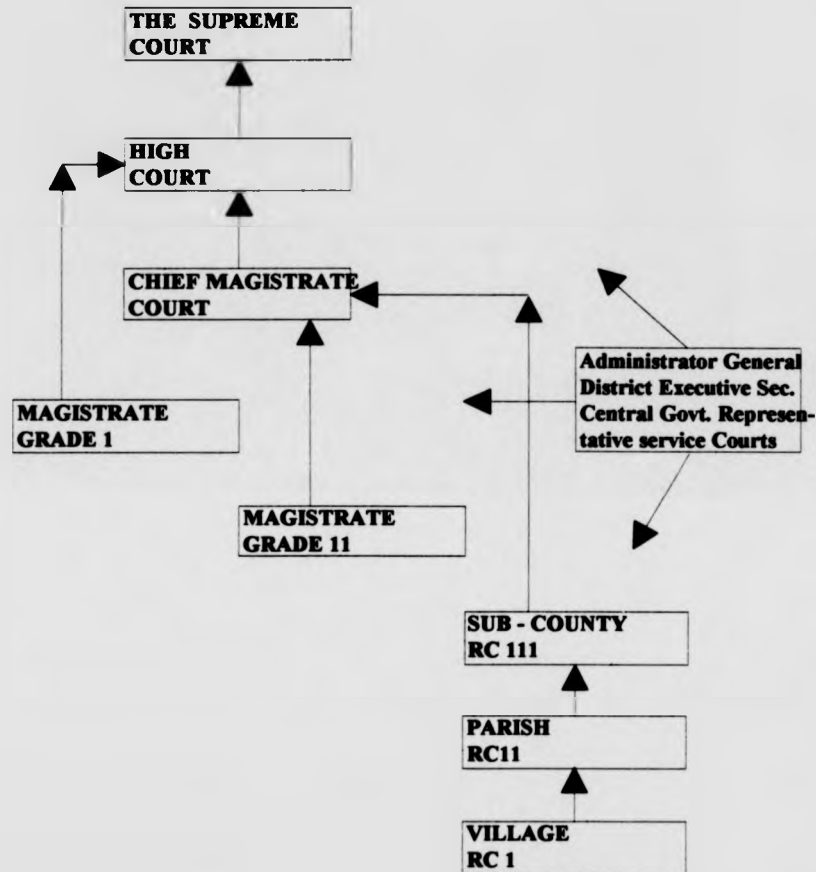 THE SUPREME
COURT
HIGH
COURT
CHIEF MAGISTRATE
COURT
Administrator General
District Executive Sec.
Central Govt. Represen-
tative service Courts
MAGISTRATE
GRADE 1
MAGISTRATE
GRADE 11
SUB - COUNTY
RC 111
PARISH
RC11
VILLAGE
RC 1